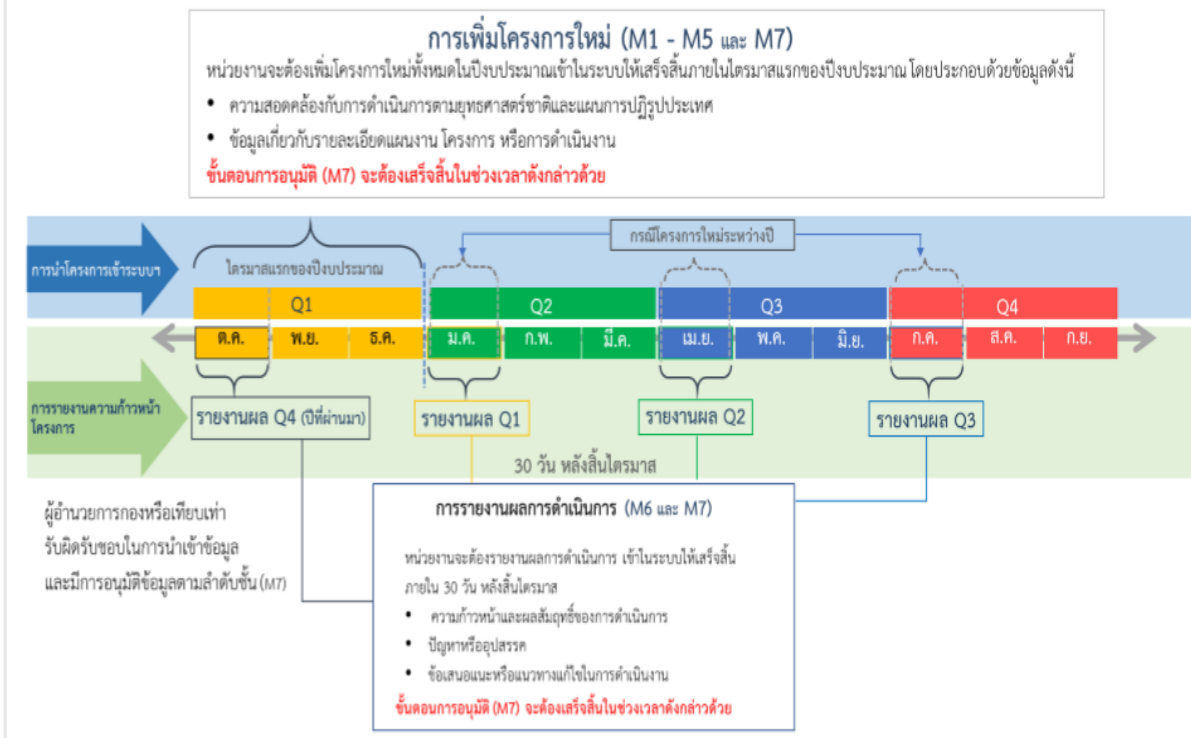 การเพิ่มโครงการใหม่ (M1 - M5 และ M7)
หน่วยงานจะต้องเพิ่มโครงการใหม่ทั้งหมดในปีงบประมาณเข้าในระบบให้เสร็จสิ้นภายในไตรมาสแรกของปีงบประมาณ โดยประกอบด้วยข้อมูลดังนี้
• ความสอดคล้องกับการดำเนินการตามยุทธศาสตร์ชาติและแผนการปฏิรูปประเทศ
• ข้อมูลเกี่ยวกับรายละเอียดแผนงาน โครงการ หรือการดำเนินงาน
ขั้นตอนการอนุมัติ (M7) จะต้องเสร็จสิ้นในช่วงเวลาดังกล่าวด้วย
กรณีโครงการใหม่ระหว่างปี
การนำโครงการเข้าระบบฯ
ไตรมาสแรกของปีงบประมาณ
Q1 Q2 Q3 Q4
ต.ค. พ.ย. ธ.ค. ม.ค. ก.พ. มี.ค. เม.ย. พ.ค. มิ.ย. ก.ค. ส.ค. ก.ย.
การรายงานความก้าวหน้า
โครงการ
รายงานผล Q4 (ปีที่ผ่านมา) รายงานผล Q1 รายงานผล Q2 รายงานผล Q3
30 วัน หลังสิ้นไตรมาส
ผู้อำนวยการกองหรือเทียบเท่า
รับผิดรับชอบในการนำเข้าข้อมูล
และมีการอนุมัติข้อมูลตามลำดับชั้น (M7)
การรายงานผลการดำเนินการ (M6 และ M7)
หน่วยงานจะต้องรายงานผลการดำเนินการ เข้าในระบบให้เสร็จสิ้น
ภายใน 30 วัน หลังสิ้นไตรมาส
• ความก้าวหน้าและผลสัมฤทธิ์ของการดำเนินการ
• ปัญหาหรืออุปสรรค
• ข้อเสนอแนะหรือแนวทางแก้ไขในการดำเนินงาน
ขั้นตอนการอนุมัติ (M7) จะต้องเสร็จสิ้นในช่วงเวลาดังกล่าวด้วย